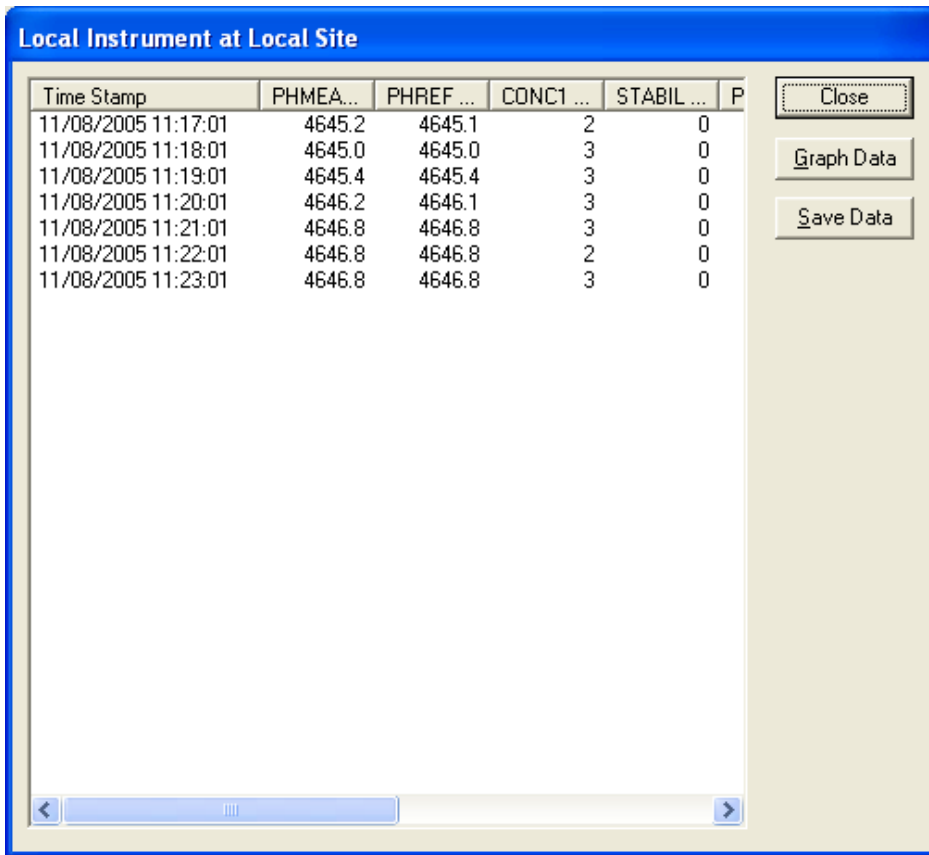 Local Instrument at Local Site
Time Stamp PHMEA... PHREF ... CONC1 ... STABIL ... P
11/08/2005 11:17:01 4645.2 4645.1 2 0
11/08/2005 11:18:01 4645.0 4645.0 3 0
11/08/2005 11:19:01 4645.4 4645.4 3 0
11/08/2005 11:20:01 4646.2 4646.1 3 0
11/08/2005 11:21:01 4646.8 4646.8 3 0
11/08/2005 11:22:01 4646.8 4646.8 2 0
11/08/2005 11:23:01 4646.8 4646.8 3 0
Close
Graph Data
Save Data